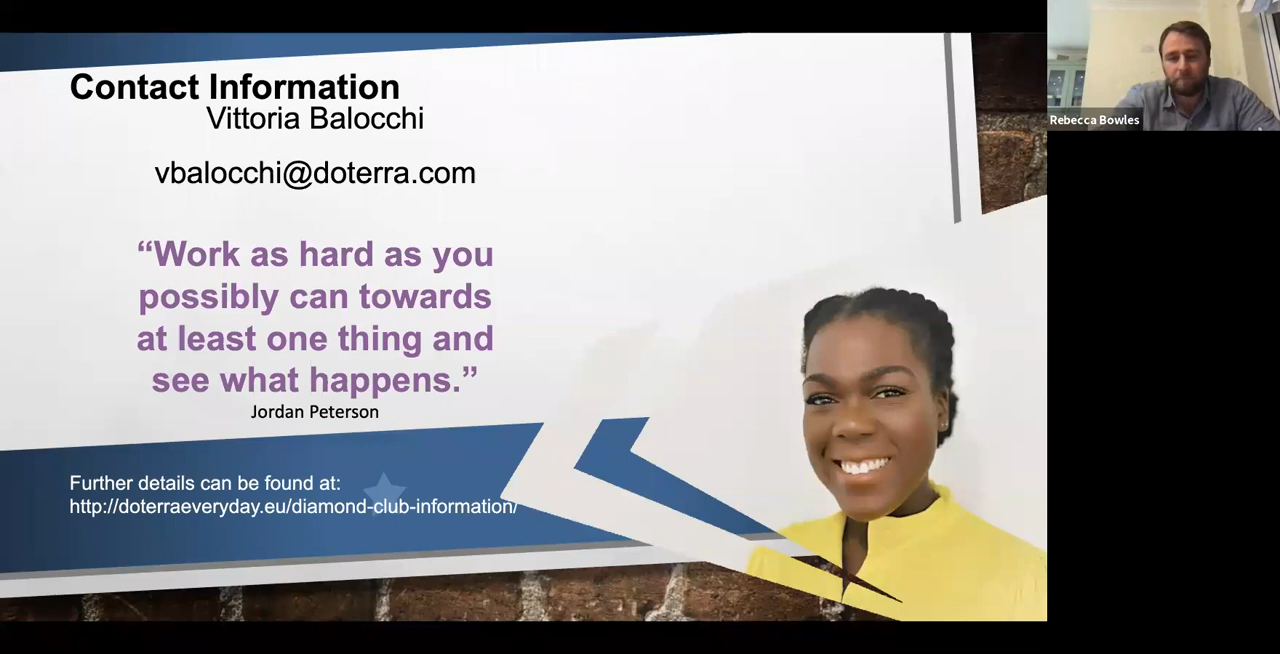 Contact Information
Vittoria Balocchi
vbalocchi@doterra.com
“Work as hard as you
possibly can towards
at least one thing and
see what happens.”
Jordan Peterson
Further details can be found at:
http://doterraeveryday.eu/diamond-club-information/
Rebecca Bowles